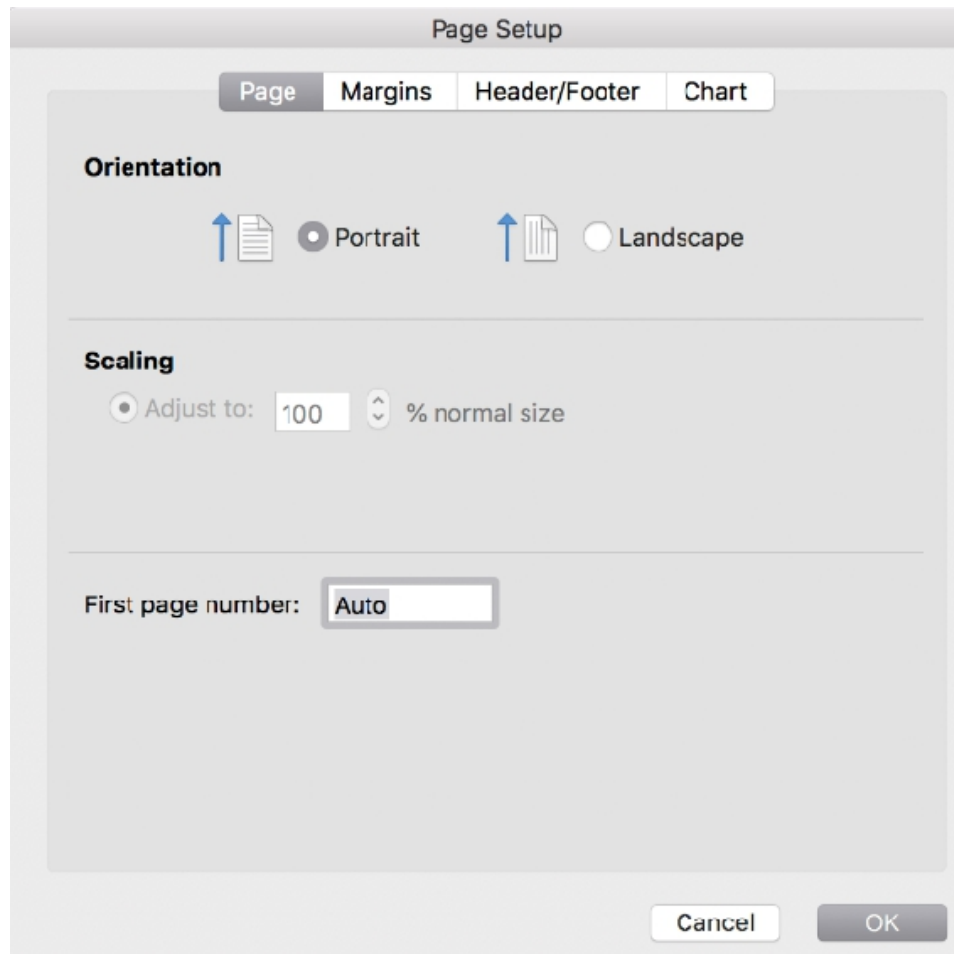 Page Setup
Page Margins Header/Footer Chart
Orientation
Portrait Landscape
Scaling
Adjust to: 100 % normal size
First page number: Auto
Cancel OK